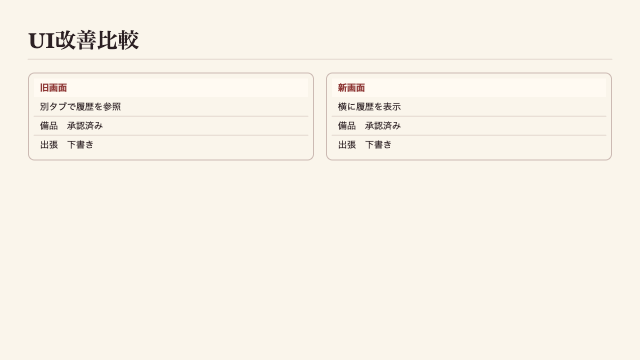 UI改善比較
旧画面
別タブで履歴を参照
備品　承認済み
出張　下書き
新画面
横に履歴を表示
備品　承認済み
出張　下書き